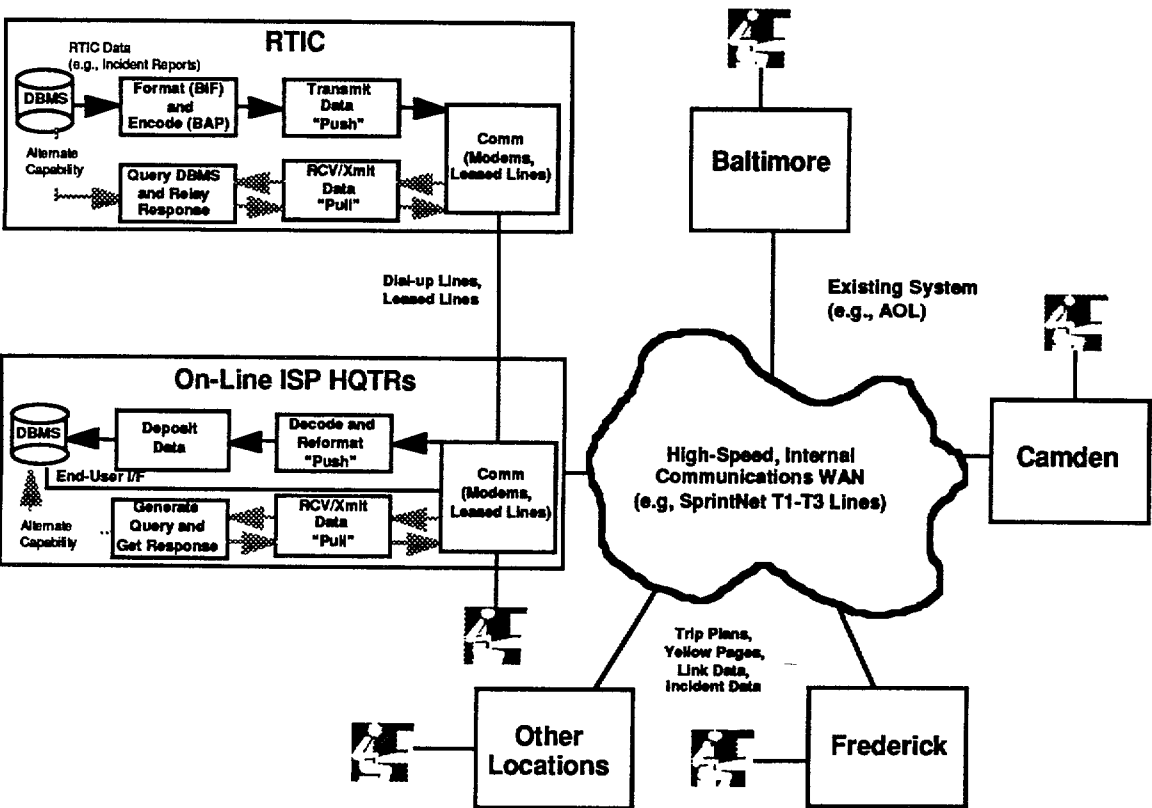 RTIC
RTIC Data
(e.g., Incident Reports)
DBMS
Format (BIF)
and
Encode (BAP)
Transmit
Data
"Push"
Comm
(Modems,
Leased Lines)
Alternate
Capability
Query DBMS
and Relay
Response
RCV/Xmit
Data
"Pull"
Dial-up Lines,
Leased Lines
On-Line ISP HQTRs
DBMS
Deposit
Data
Decode and
Reformat
"Push"
Comm
(Modems,
Leased Lines)
End-User I/F
Alternate
Capability
Generate
Query and
Get Response
RCV/Xmit
Data
"Pull"
Baltimore
Existing System
(e.g., AOL)
Camden
High-Speed, Internal
Communications WAN
(e.g, SprintNet T1-T3 Lines)
Trip Plans,
Yellow Pages,
Link Data,
Incident Data
Other
Locations
Frederick